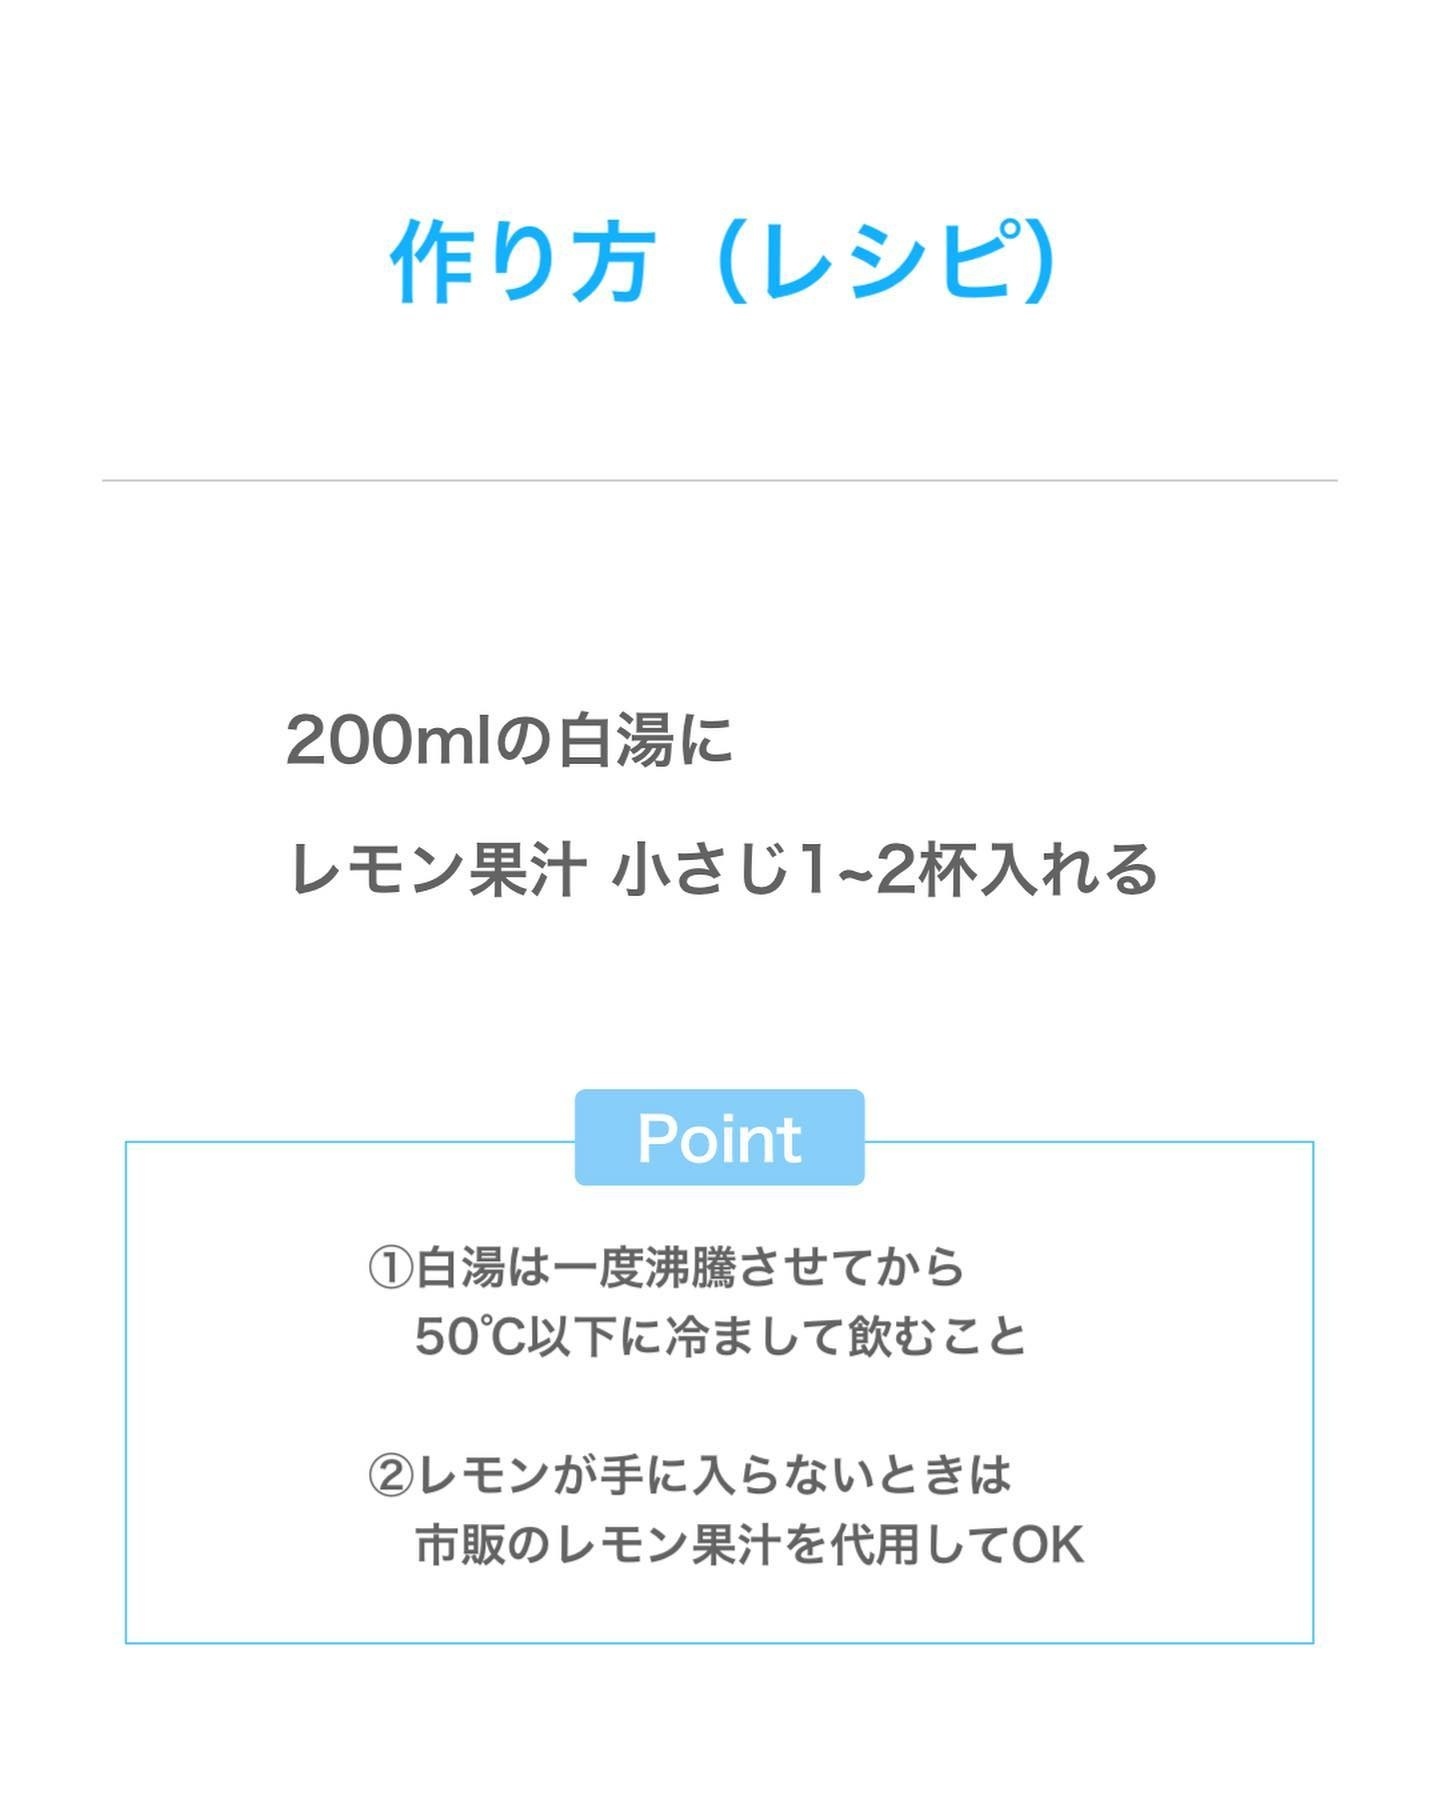 作り方（レシピ）
200mlの白湯に
レモン果汁 小さじ1~2杯入れる
Point
①白湯は一度沸騰させてから
50℃以下に冷まして飲むこと
②レモンが手に入らないときは
市販のレモン果汁を代用してOK